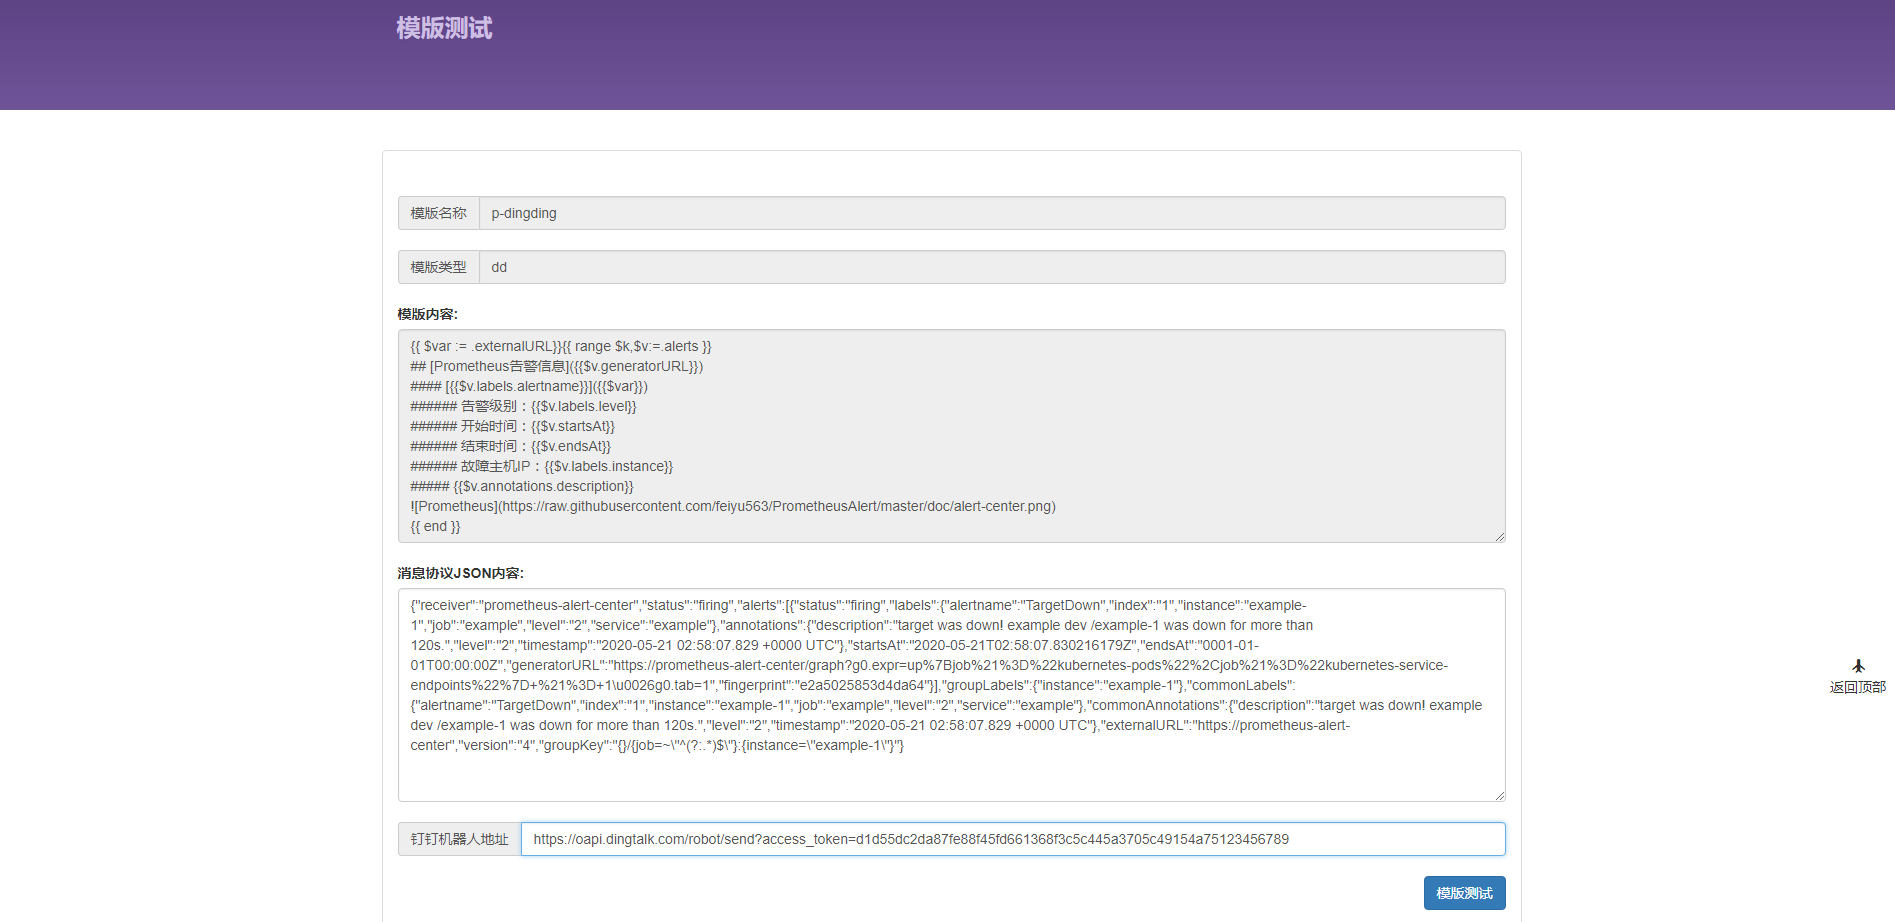 模版测试
模版名称 p-dingding
模版类型 dd
模版内容:
{{ $var := .externalURL}}{{ range $k,$v:=.alerts }}
## [Prometheus告警信息]({{$v.generatorURL}})
#### [{{$v.labels.alertname}}]({{$var}})
###### 告警级别：{{$v.labels.level}}
###### 开始时间：{{$v.startsAt}}
###### 结束时间：{{$v.endsAt}}
###### 故障主机IP：{{$v.labels.instance}}
##### {{$v.annotations.description}}
![Prometheus](https://raw.githubusercontent.com/feiyu563/PrometheusAlert/master/doc/alert-center.png)
{{ end }}
消息协议JSON内容:
{"receiver":"prometheus-alert-center","status":"firing","alerts":[{"status":"firing","labels":{"alertname":"TargetDown","index":"1","instance":"example-
1","job":"example","level":"2","service":"example"},"annotations":{"description":"target was down! example dev /example-1 was down for more than
120s.","level":"2","timestamp":"2020-05-21 02:58:07.829 +0000 UTC"},"startsAt":"2020-05-21T02:58:07.830216179Z","endsAt":"0001-01-
01T00:00:00Z","generatorURL":"https://prometheus-alert-center/graph?g0.expr=up%7Bjob%21%3D%22kubernetes-pods%22%2Cjob%21%3D%22kubernetes-service-
endpoints%22%7D+%21%3D+1\u0026g0.tab=1","fingerprint":"e2a5025853d4da64"}],"groupLabels":{"instance":"example-1"},"commonLabels":
{"alertname":"TargetDown","index":"1","instance":"example-1","job":"example","level":"2","service":"example"},"commonAnnotations":{"description":"target was down! example
dev /example-1 was down for more than 120s.","level":"2","timestamp":"2020-05-21 02:58:07.829 +0000 UTC"},"externalURL":"https://prometheus-alert-
center","version":"4","groupKey":"{}/{job=~\"^(?:.*)$\"}:{instance=\"example-1\"}"}
返回顶部
钉钉机器人地址 https://oapi.dingtalk.com/robot/send?access_token=d1d55dc2da87fe88f45fd661368f3c5c445a3705c49154a75123456789
模版测试